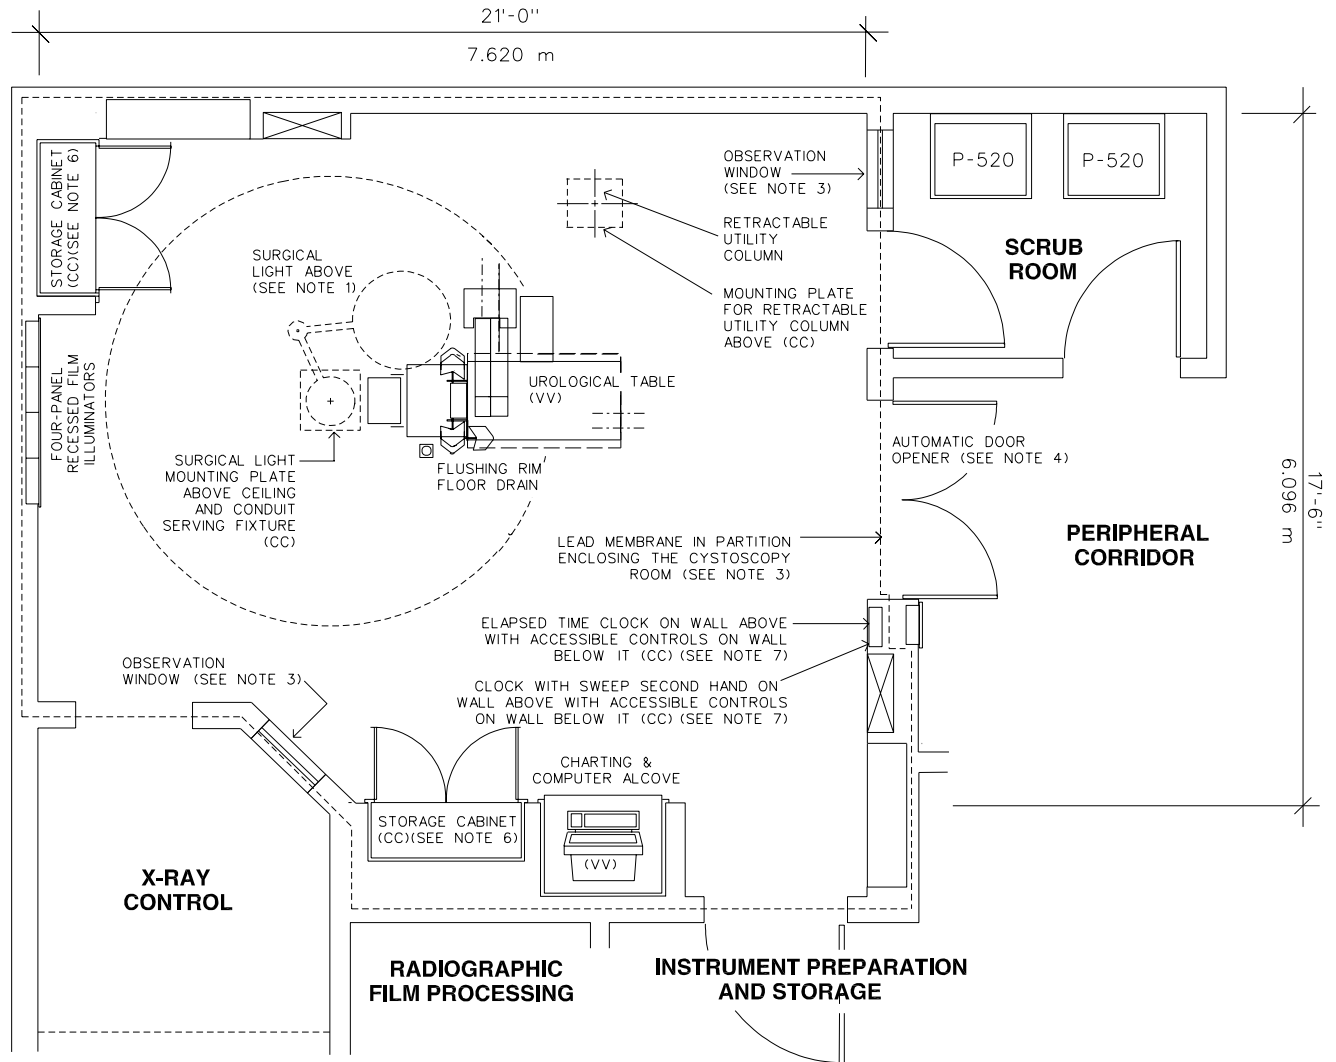 21'-0"
7.620 m
STORAGE CABINET
(CC)(SEE NOTE 6)
OBSERVATION
WINDOW
(SEE NOTE 3)
P-520
P-520
RETRACTABLE
UTILITY
COLUMN
SCRUB
ROOM
SURGICAL
LIGHT ABOVE
(SEE NOTE 1)
MOUNTING PLATE
FOR RETRACTABLE
UTILITY COLUMN
ABOVE (CC)
FOUR-PANEL
RECESSED FILM
ILLUMINATORS
UROLOGICAL TABLE
(VV)
SURGICAL LIGHT
MOUNTING PLATE
ABOVE CEILING
AND CONDUIT
SERVING FIXTURE
(CC)
FLUSHING RIM
FLOOR DRAIN
AUTOMATIC DOOR
OPENER (SEE NOTE 4)
17'-6"
6.096 m
LEAD MEMBRANE IN PARTITION
ENCLOSING THE CYSTOSCOPY
ROOM (SEE NOTE 3)
PERIPHERAL
CORRIDOR
ELAPSED TIME CLOCK ON WALL ABOVE
WITH ACCESSIBLE CONTROLS ON WALL
BELOW IT (CC) (SEE NOTE 7)
OBSERVATION
WINDOW (SEE NOTE 3)
CLOCK WITH SWEEP SECOND HAND ON
WALL ABOVE WITH ACCESSIBLE CONTROLS
ON WALL BELOW IT (CC) (SEE NOTE 7)
CHARTING &
COMPUTER ALCOVE
STORAGE CABINET
(CC)(SEE NOTE 6)
(VV)
X-RAY
CONTROL
RADIOGRAPHIC
FILM PROCESSING
INSTRUMENT PREPARATION
AND STORAGE